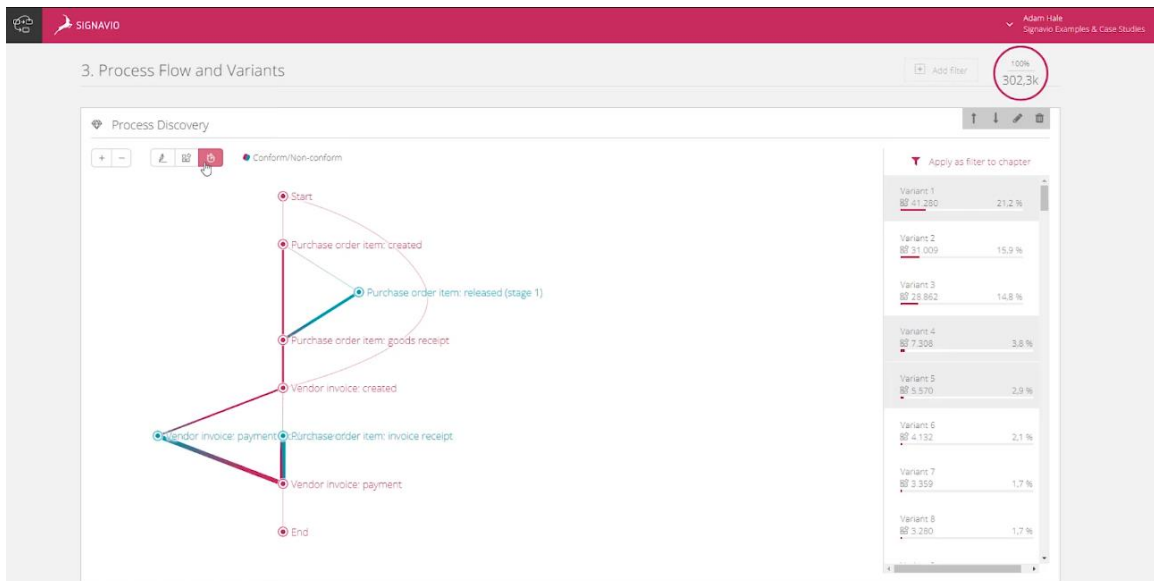 SIGNAVIO
Adam Hale
Signavio Examples & Case Studies
3. Process Flow and Variants
Add filter
100%
302,3k
Process Discovery
Conform/Non-conform
Apply as filter to chapter
Start
Purchase order item: created
Purchase order item: released (stage 1)
Purchase order item: goods receipt
Vendor invoice: created
Vendor invoice: payment
Purchase order item: invoice receipt
Vendor invoice: payment
End
Variant 1
41.280 21,2 %
Variant 2
31.009 15,9 %
Variant 3
28.862 14,8 %
Variant 4
7.308 3,8 %
Variant 5
5.570 2,9 %
Variant 6
4.132 2,1 %
Variant 7
3.359 1,7 %
Variant 8
3.280 1,7 %